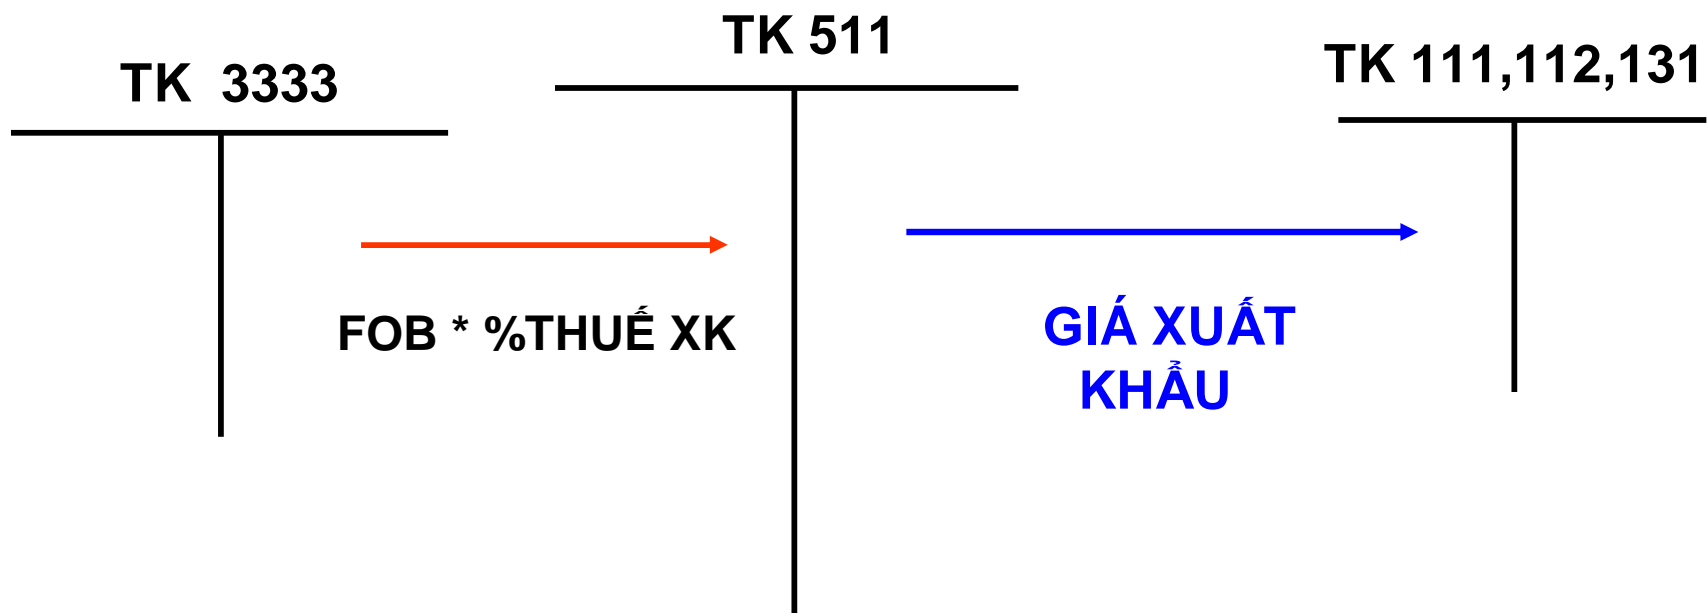 TK 511
TK 3333
TK 111,112,131
FOB * %THUẾ XK
GIÁ XUẤT
KHẨU